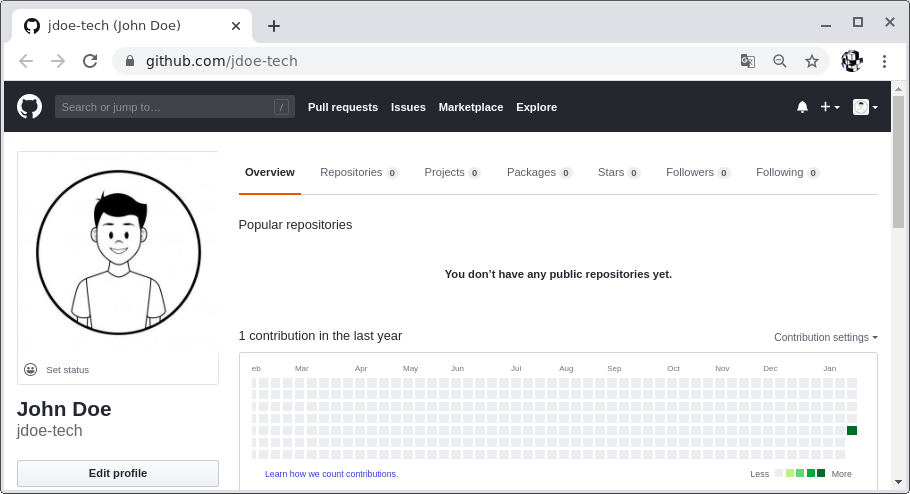 jdoe-tech (John Doe)
github.com/jdoe-tech
Search or jump to… /
Pull requests Issues Marketplace Explore
Overview Repositories 0 Projects 0 Packages 0 Stars 0 Followers 0 Following 0
Popular repositories
You don’t have any public repositories yet.
1 contribution in the last year
Contribution settings
eb Mar Apr May Jun Jul Aug Sep Oct Nov Dec Jan
Learn how we count contributions.
Less More
Set status
John Doe
jdoe-tech
Edit profile